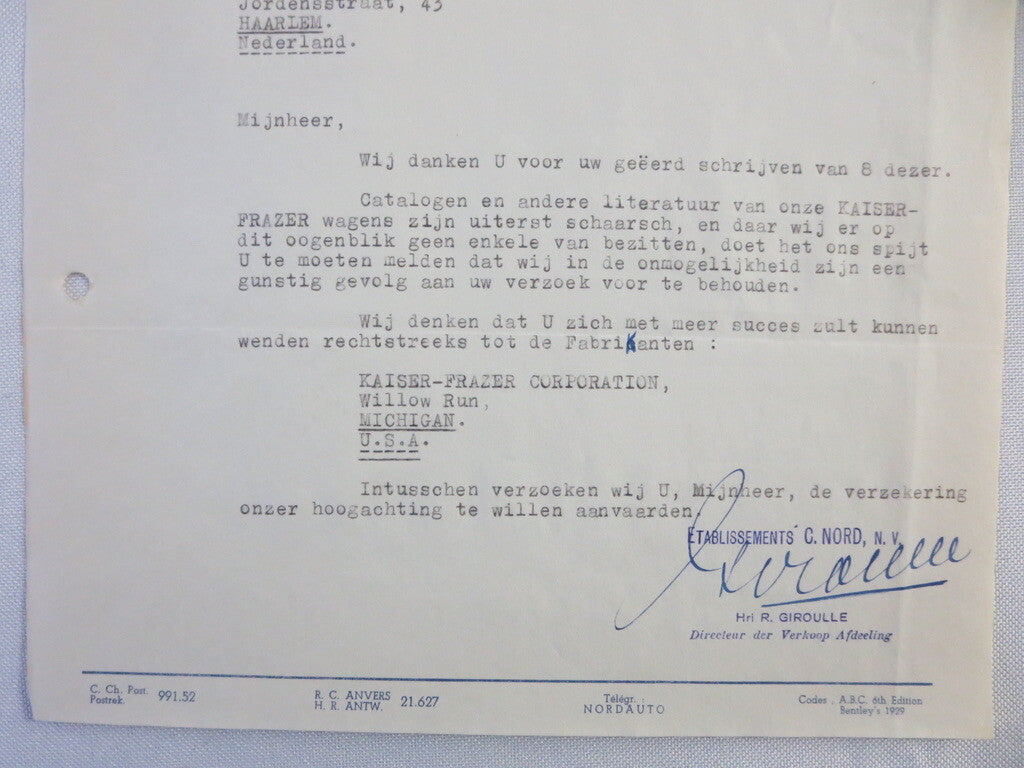 Jordensstraat, 43
HAARLEM.
Nederland.
Mijnheer,
Wij danken U voor uw geëerd schrijven van 8 dezer.
Catalogen en andere literatuur van onze KAISER-
FRAZER wagens zijn uiterst schaarsch, en daar wij er op
dit oogenblik geen enkele van bezitten, doet het ons spijt
U te moeten melden dat wij in de onmogelijkheid zijn een
gunstig gevolg aan uw verzoek voor te behouden.
Wij denken dat U zich met meer succes zult kunnen
wenden rechtstreeks tot de Fabrikanten :
KAISER-FRAZER CORPORATION,
Willow Run,
MICHIGAN.
U.S.A.
Intusschen verzoeken wij U, Mijnheer, de verzekering
onzer hoogachting te willen aanvaarden.
ETABLISSEMENTS C. NORD, N. V.
Giroulle
Hri R. GIROULLE
Directeur der Verkoop Afdeeling
C. Ch. Post. 991.52
Postrek.
R. C. ANVERS 21.627
H. R. ANTW.
Télégr. :
NORDAUTO
Codes : A.B.C. 6th Edition
Bentley's 1929